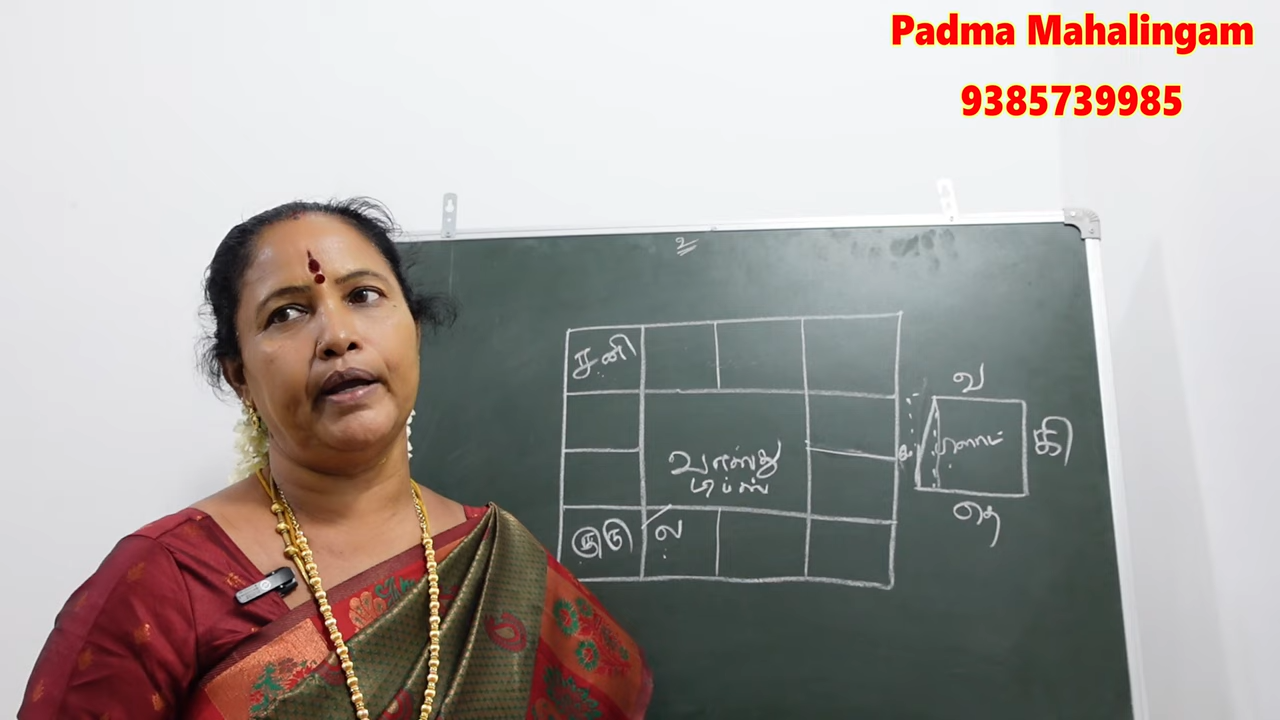 Padma Mahalingam
9385739985
உ
சனி
வாஸ்து
டிப்ஸ்
குரு
ல
வ
மே
பிளாட்
கி
தெ